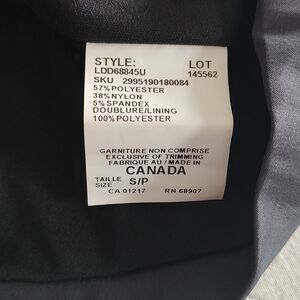 STYLE: LOT
LDD68845U 145562
SKU 2995190180084
57% POLYESTER
38% NYLON
5% SPANDEX
DOUBLURE/LINING
100% POLYESTER
GARNITURE NON COMPRISE
EXCLUSIVE OF TRIMMING
FABRIQUE AU / MADE IN
CANADA
TAILLE S/P
SIZE
CA 01217 RN 68907